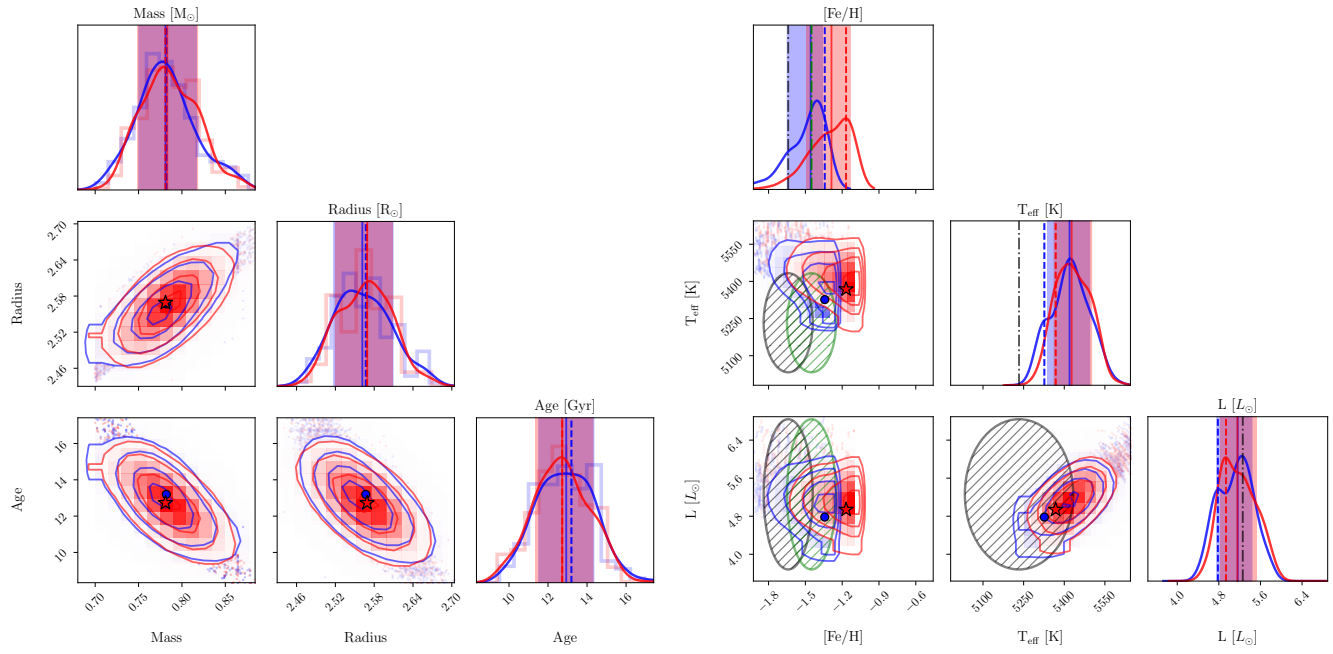 Mass [M⊙]
[Fe/H]
Radius [R⊙]
T_eff [K]
Radius
2.70
2.64
2.58
2.52
2.46
T_eff [K]
5550
5400
5250
5100
Age [Gyr]
L [L⊙]
Age
16
14
12
10
L [L⊙]
6.4
5.6
4.8
4.0
0.70 0.75 0.80 0.85
2.46 2.52 2.58 2.64 2.70
10 12 14 16
−1.8 −1.5 −1.2 −0.9 −0.6
5100 5250 5400 5550
4.0 4.8 5.6 6.4
Mass
Radius
Age
[Fe/H]
T_eff [K]
L [L⊙]